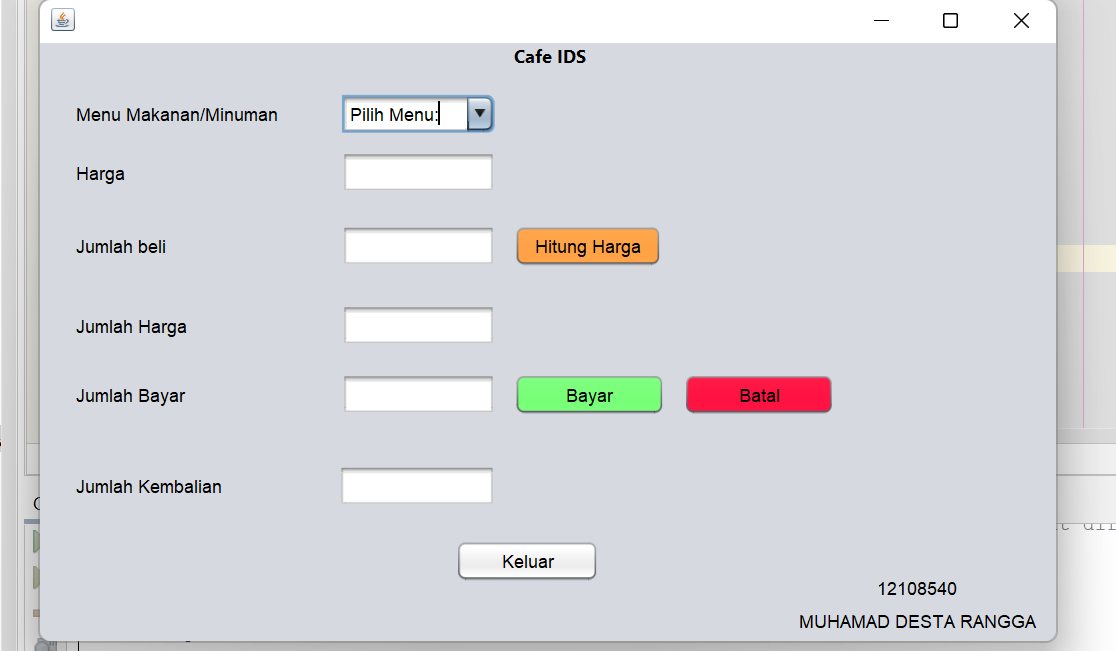 Cafe IDS
Menu Makanan/Minuman Pilih Menu:
Harga
Jumlah beli Hitung Harga
Jumlah Harga
Jumlah Bayar Bayar Batal
Jumlah Kembalian
Keluar
12108540
MUHAMAD DESTA RANGGA